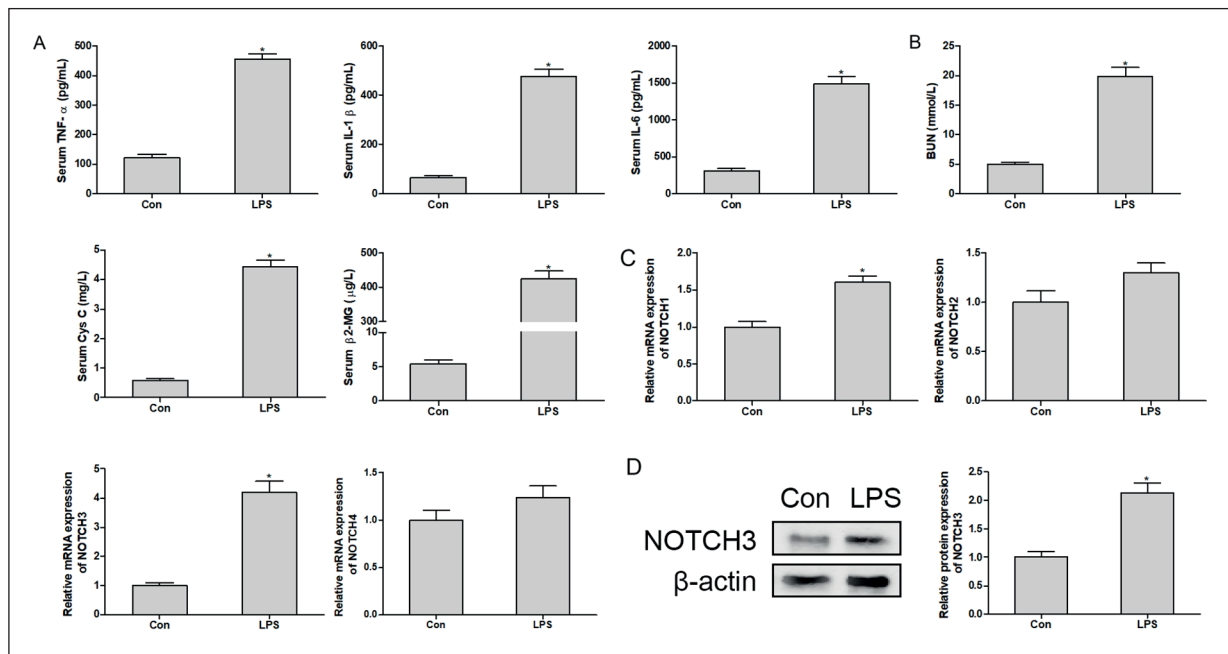 A
Serum TNF- α (pg/mL)
500
400
300
200
100
0
*
Con
LPS
Serum IL-1 β (pg/mL)
600
400
200
0
*
Con
LPS
Serum IL-6 (pg/mL)
2000
1500
1000
500
0
*
Con
LPS
B
BUN (mmol/L)
25
20
15
10
5
0
*
Con
LPS
Serum Cys C (mg/L)
5
4
3
2
1
0
*
Con
LPS
Serum β2-MG (μg/L)
500
400
300
10
5
0
*
Con
LPS
C
Relative mRNA expression
of NOTCH1
2.0
1.5
1.0
0.5
0.0
*
Con
LPS
Relative mRNA expression
of NOTCH2
1.5
1.0
0.5
0.0
Con
LPS
Relative mRNA expression
of NOTCH3
5
4
3
2
1
0
*
Con
LPS
Relative mRNA expression
of NOTCH4
1.5
1.0
0.5
0.0
Con
LPS
D
Con LPS
NOTCH3
β-actin
Relative protein expression
of NOTCH3
2.5
2.0
1.5
1.0
0.5
0.0
*
Con
LPS